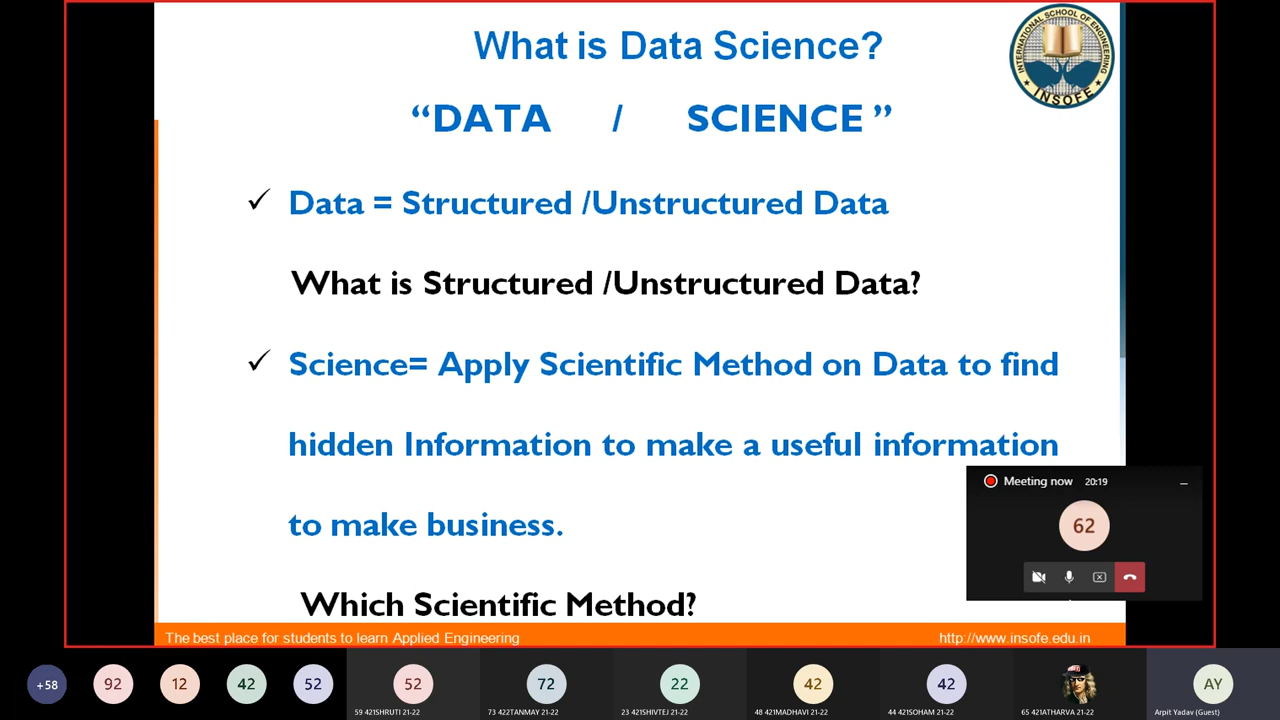 What is Data Science?
“DATA / SCIENCE ”
INTERNATIONAL SCHOOL OF ENGINEERING
INSOFE
✓ Data = Structured /Unstructured Data
What is Structured /Unstructured Data?
✓ Science= Apply Scientific Method on Data to find
hidden Information to make a useful information
to make business.
Which Scientific Method?
Meeting now 20:19
62
The best place for students to learn Applied Engineering
http://www.insofe.edu.in
+58
92
12
42
52
52
59 421SHRUTI 21-22
72
73 422TANMAY 21-22
22
23 421SHIVTEJ 21-22
42
48 421MADHAVI 21-22
42
44 421SOHAM 21-22
65 421ATHARVA 21-22
AY
Arpit Yadav (Guest)